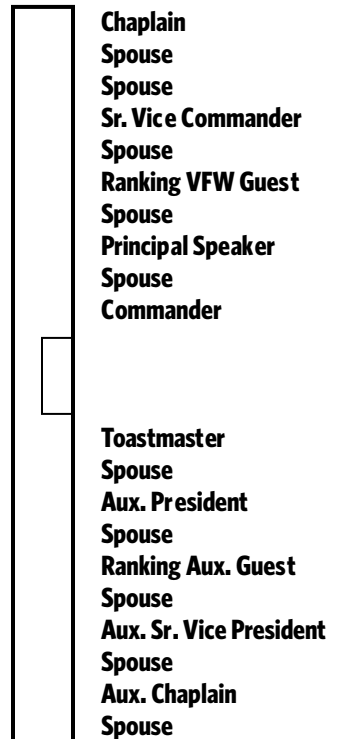 Chaplain
Spouse
Spouse
Sr. Vice Commander
Spouse
Ranking VFW Guest
Spouse
Principal Speaker
Spouse
Commander
Toastmaster
Spouse
Aux. President
Spouse
Ranking Aux. Guest
Spouse
Aux. Sr. Vice President
Spouse
Aux. Chaplain
Spouse